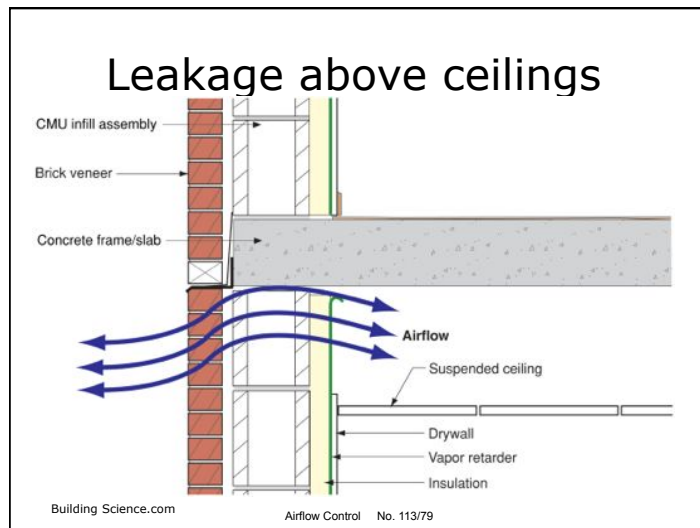 Leakage above ceilings
CMU infill assembly
Brick veneer
Concrete frame/slab
Airflow
Suspended ceiling
Drywall
Vapor retarder
Insulation
Building Science.com
Airflow Control No. 113/79